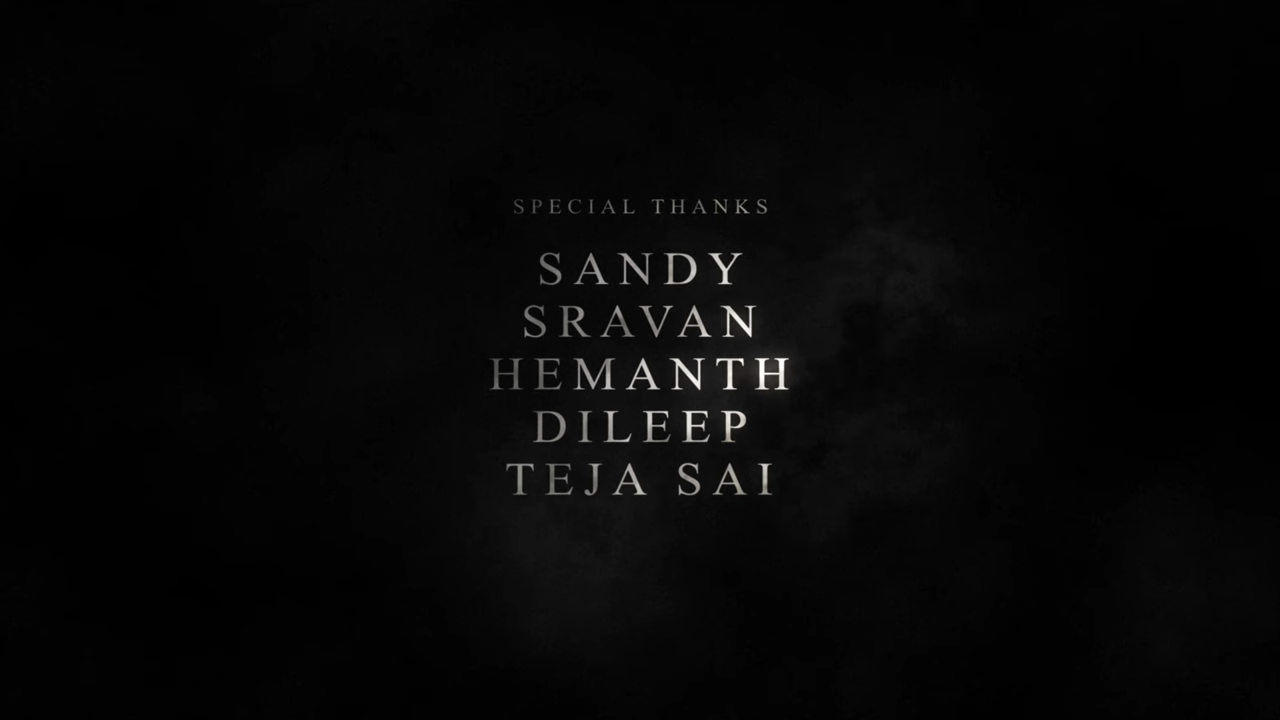 SPECIAL THANKS
SANDY
SRAVAN
HEMANTH
DILEEP
TEJA SAI